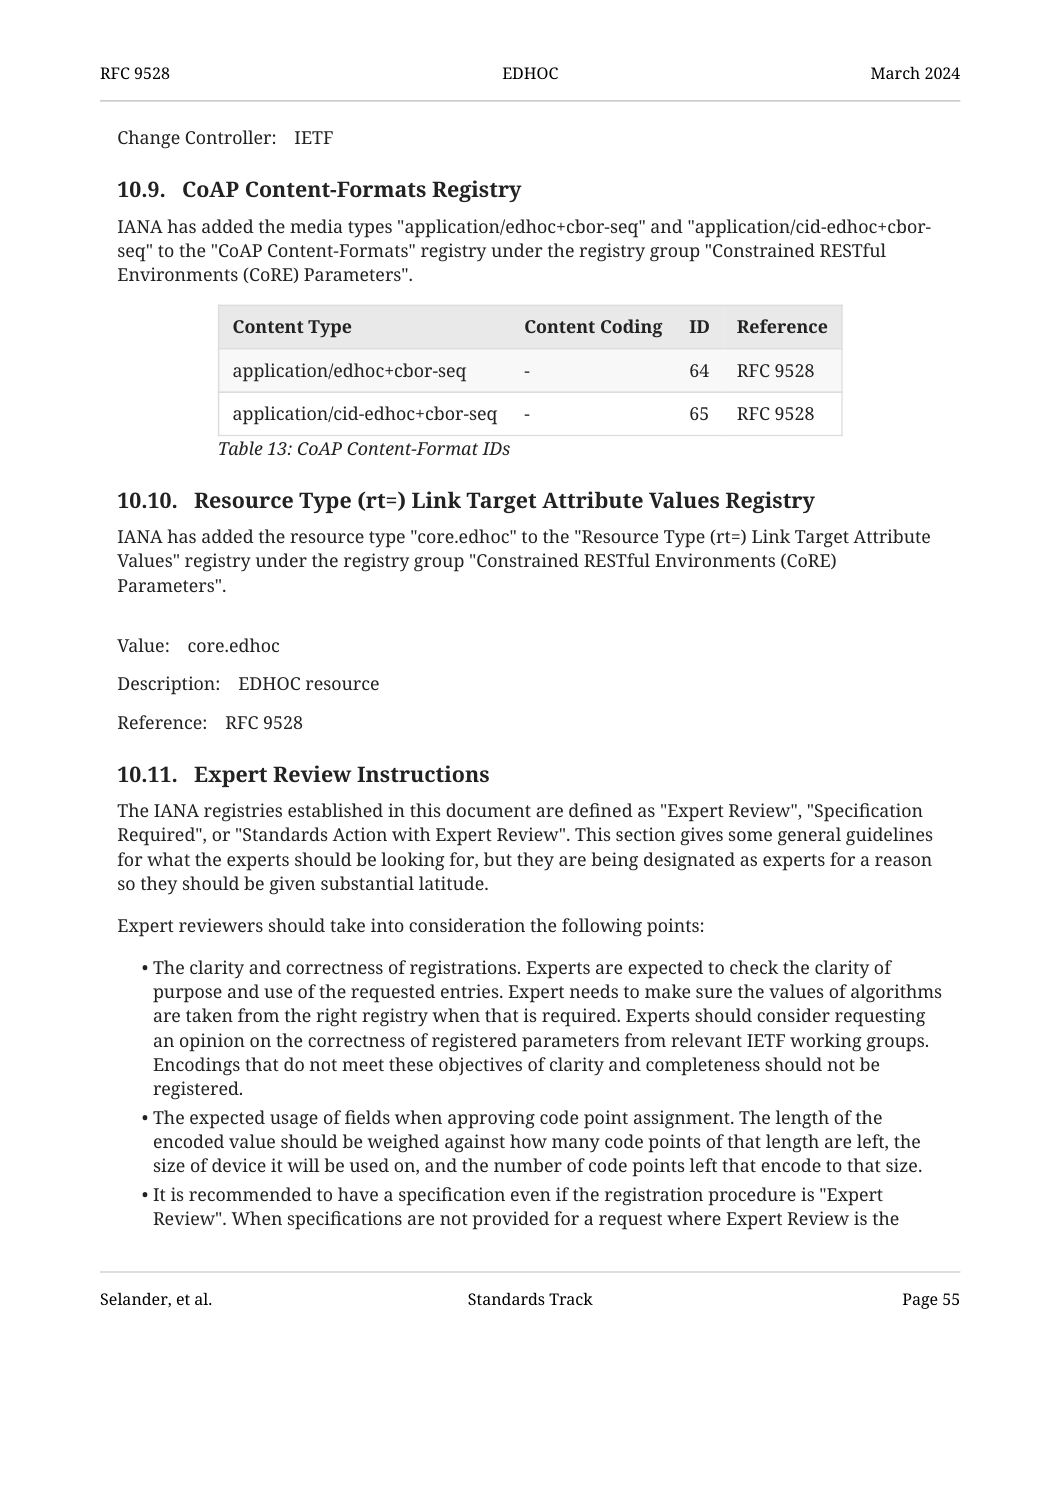 RFC 9528 EDHOC March 2024
Change Controller: IETF
10.9. CoAP Content-Formats Registry
IANA has added the media types "application/edhoc+cbor-seq" and "application/cid-edhoc+cbor-
seq" to the "CoAP Content-Formats" registry under the registry group "Constrained RESTful
Environments (CoRE) Parameters".
Content Type Content Coding ID Reference
application/edhoc+cbor-seq - 64 RFC 9528
application/cid-edhoc+cbor-seq - 65 RFC 9528
Table 13: CoAP Content-Format IDs
10.10. Resource Type (rt=) Link Target Attribute Values Registry
IANA has added the resource type "core.edhoc" to the "Resource Type (rt=) Link Target Attribute
Values" registry under the registry group "Constrained RESTful Environments (CoRE)
Parameters".
Value: core.edhoc
Description: EDHOC resource
Reference: RFC 9528
10.11. Expert Review Instructions
The IANA registries established in this document are defined as "Expert Review", "Specification
Required", or "Standards Action with Expert Review". This section gives some general guidelines
for what the experts should be looking for, but they are being designated as experts for a reason
so they should be given substantial latitude.
Expert reviewers should take into consideration the following points:
• The clarity and correctness of registrations. Experts are expected to check the clarity of
purpose and use of the requested entries. Expert needs to make sure the values of algorithms
are taken from the right registry when that is required. Experts should consider requesting
an opinion on the correctness of registered parameters from relevant IETF working groups.
Encodings that do not meet these objectives of clarity and completeness should not be
registered.
• The expected usage of fields when approving code point assignment. The length of the
encoded value should be weighed against how many code points of that length are left, the
size of device it will be used on, and the number of code points left that encode to that size.
• It is recommended to have a specification even if the registration procedure is "Expert
Review". When specifications are not provided for a request where Expert Review is the
Selander, et al. Standards Track Page 55